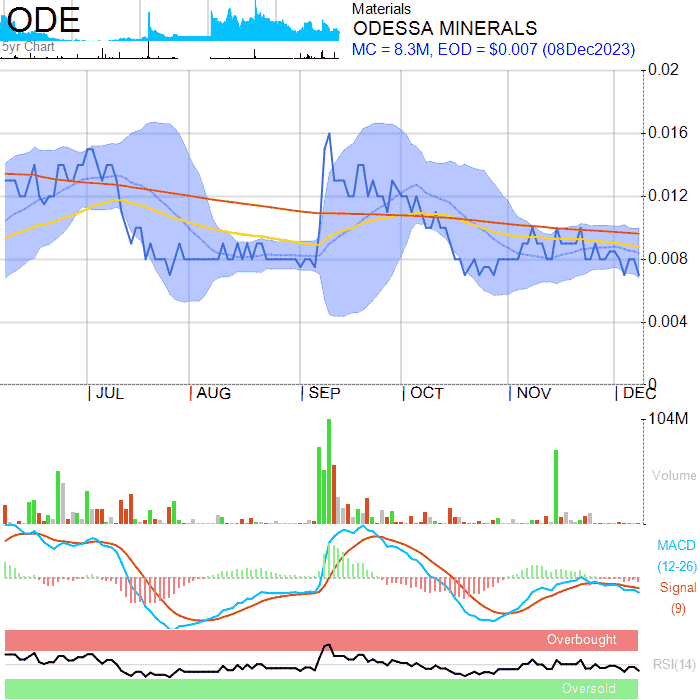 ODE
5yr Chart
Materials
ODESSA MINERALS
MC = 8.3M, EOD = $0.007 (08Dec2023)
0.02
0.016
0.012
0.008
0.004
0
JUL AUG SEP OCT NOV DEC
104M
Volume
MACD
(12-26)
Signal
(9)
Overbought
RSI(14)
Oversold